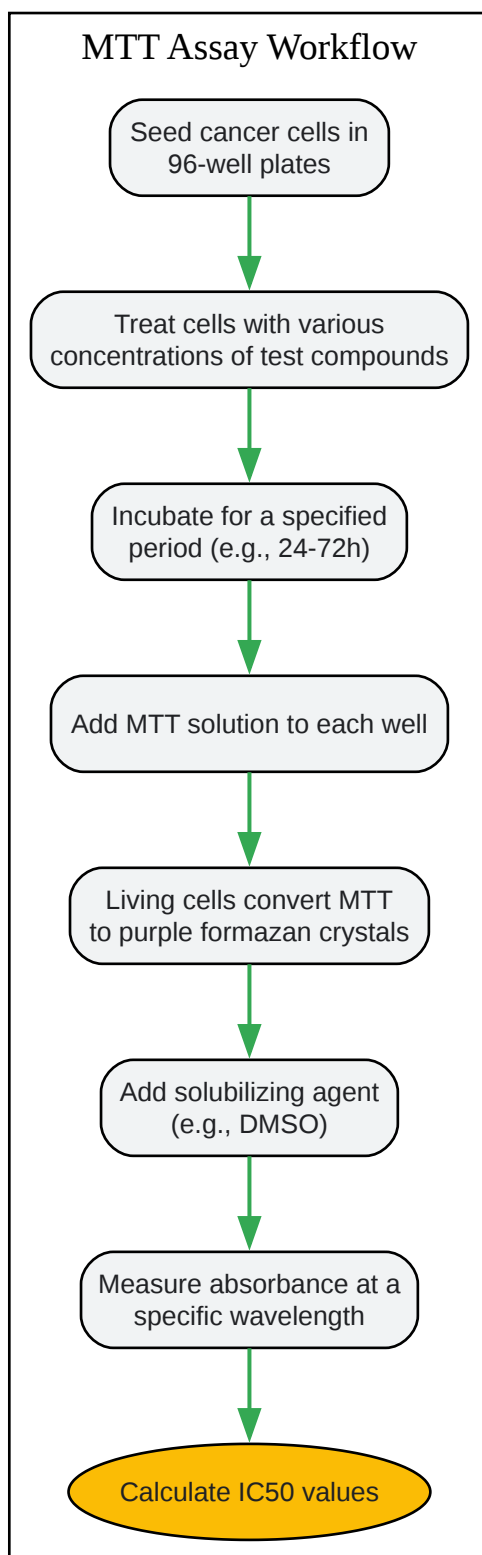 MTT Assay Workflow
Seed cancer cells in
96-well plates
Treat cells with various
concentrations of test compounds
Incubate for a specified
period (e.g., 24-72h)
Add MTT solution to each well
Living cells convert MTT
to purple formazan crystals
Add solubilizing agent
(e.g., DMSO)
Measure absorbance at a
specific wavelength
Calculate IC50 values